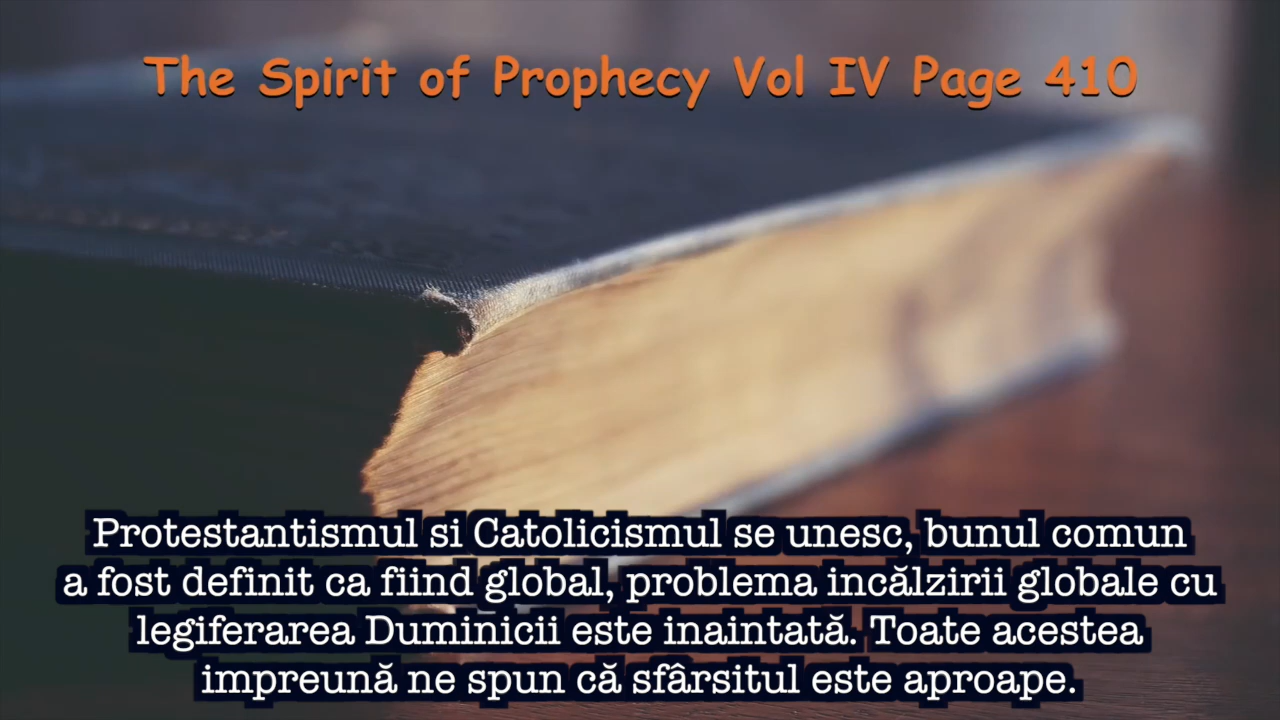 The Spirit of Prophecy Vol IV Page 410
Protestantismul si Catolicismul se unesc, bunul comun
a fost definit ca fiind global, problema incălzirii globale cu
legiferarea Duminicii este inaintată. Toate acestea
impreună ne spun că sfârsitul este aproape.